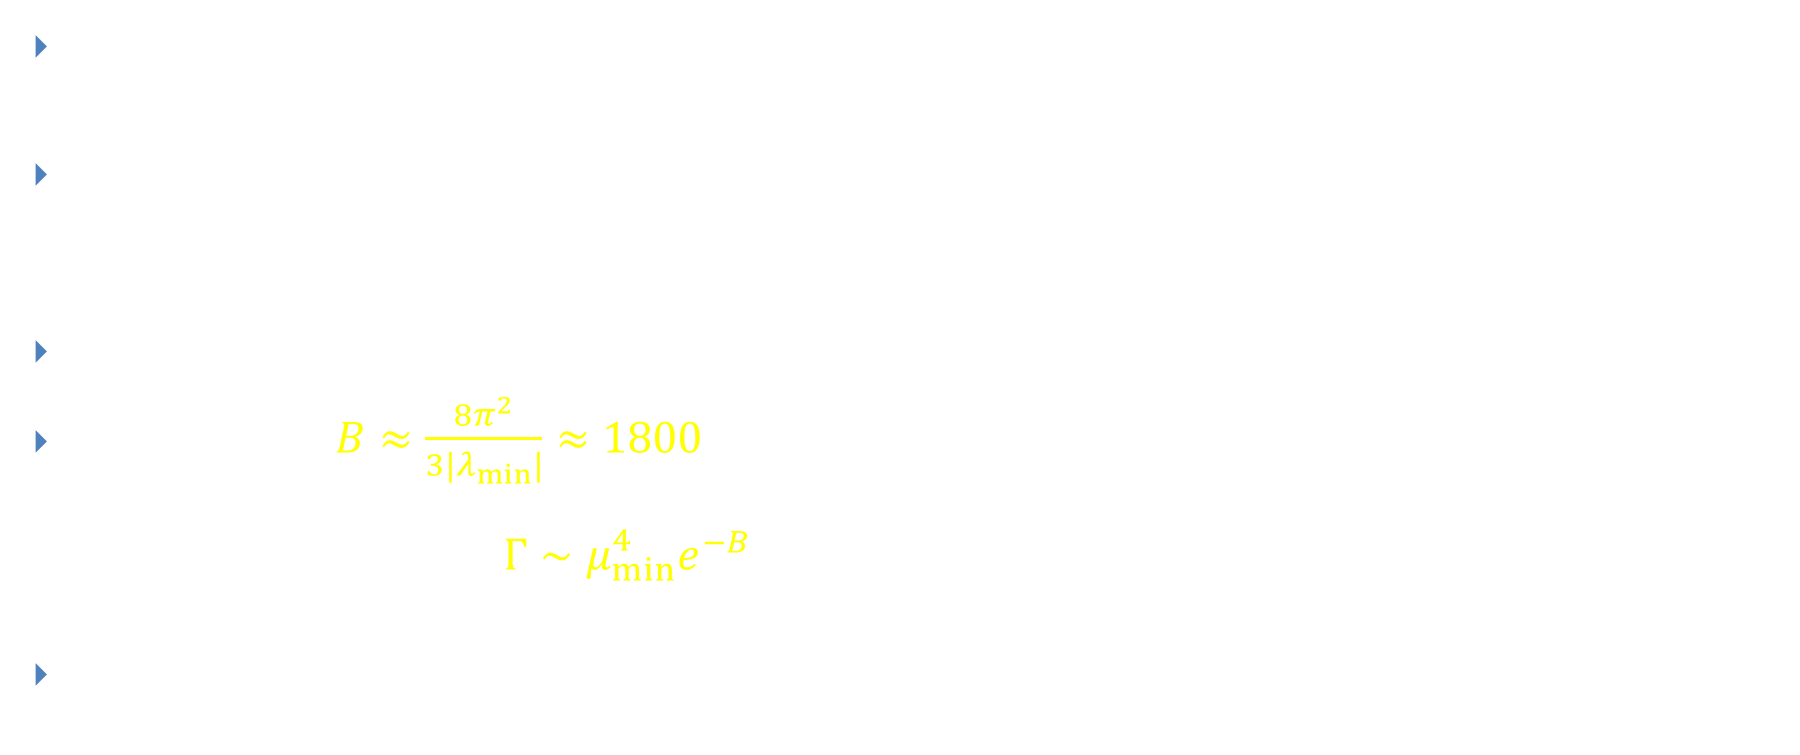 B ≈ 8π² / 3|λ_min| ≈ 1800
Γ ~ μ⁴_min e^−B